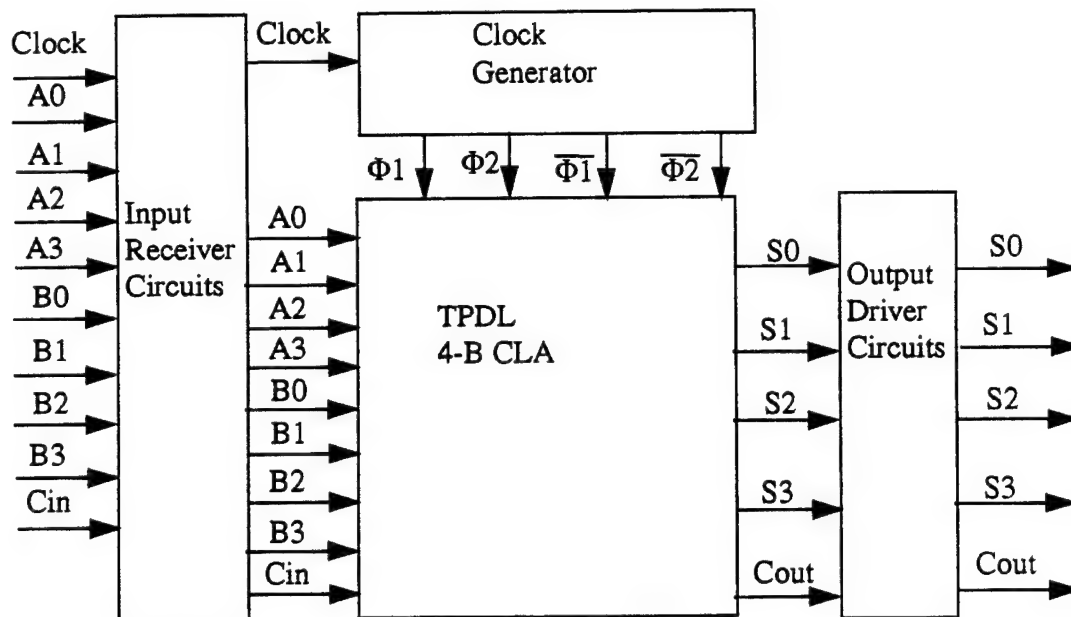 Clock
A0
A1
A2
A3
B0
B1
B2
B3
Cin
Input
Receiver
Circuits
Clock
Clock
Generator
Φ1
Φ2
Φ1̅
Φ2̅
A0
A1
A2
A3
B0
B1
B2
B3
Cin
TPDL
4-B CLA
S0
S1
S2
S3
Cout
Output
Driver
Circuits
S0
S1
S2
S3
Cout